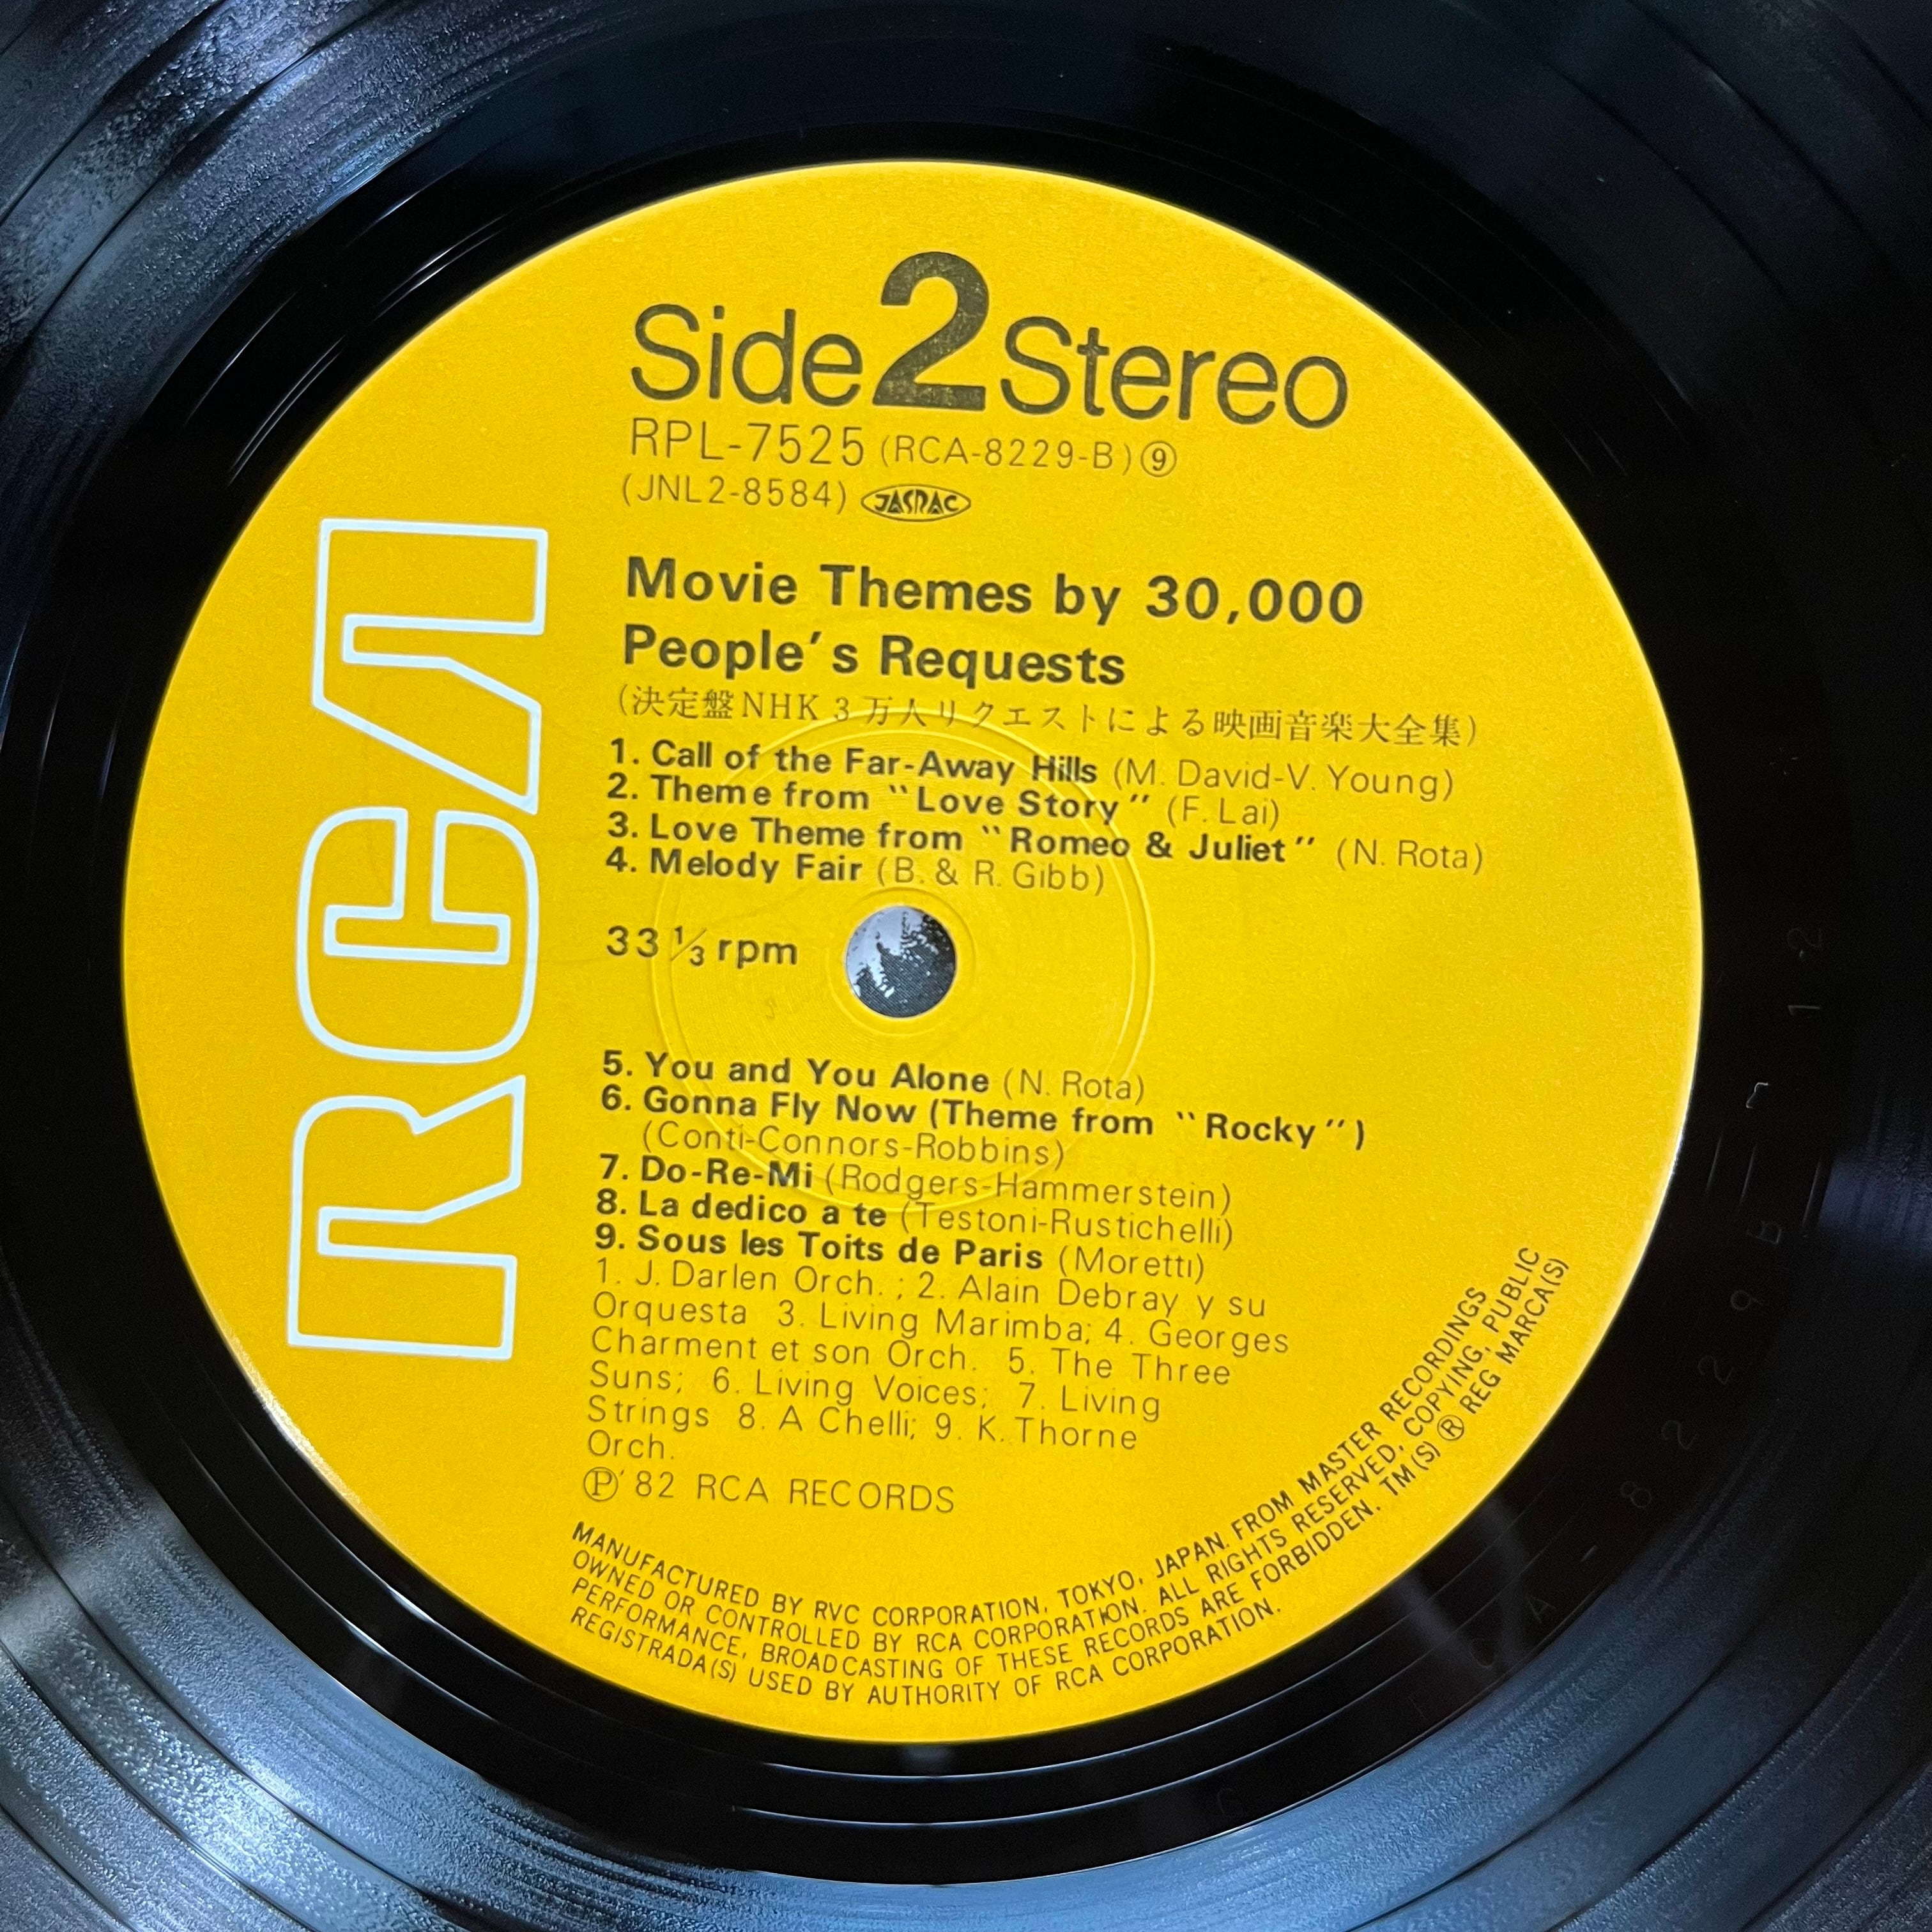 Side 2 Stereo
RPL-7525 (RCA-8229-B) ⑨
(JNL2-8584) JASRAC
RCA
Movie Themes by 30,000
People's Requests
(決定盤NHK3万人リクエストによる映画音楽大全集)
1. Call of the Far-Away Hills (M. David-V. Young)
2. Theme from "Love Story" (F. Lai)
3. Love Theme from "Romeo & Juliet" (N. Rota)
4. Melody Fair (B. & R. Gibb)
33 1/3 rpm
5. You and You Alone (N. Rota)
6. Gonna Fly Now (Theme from "Rocky")
(Conti-Connors-Robbins)
7. Do-Re-Mi (Rodgers-Hammerstein)
8. La dedico a te (Testoni-Rustichelli)
9. Sous les Toits de Paris (Moretti)
1. J. Darlen Orch. ; 2. Alain Debray y su
Orquesta 3. Living Marimba; 4. Georges
Charment et son Orch. 5. The Three
Suns; 6. Living Voices; 7. Living
Strings 8. A Chelli; 9. K. Thorne
Orch.
Ⓟ'82 RCA RECORDS
MANUFACTURED BY RVC CORPORATION, TOKYO, JAPAN. FROM MASTER RECORDINGS
OWNED OR CONTROLLED BY RCA CORPORATION. ALL RIGHTS RESERVED, COPYING, PUBLIC
PERFORMANCE, BROADCASTING OF THESE RECORDS ARE FORBIDDEN. TM(S) ® REG MARCA(S)
REGISTRADA(S) USED BY AUTHORITY OF RCA CORPORATION.